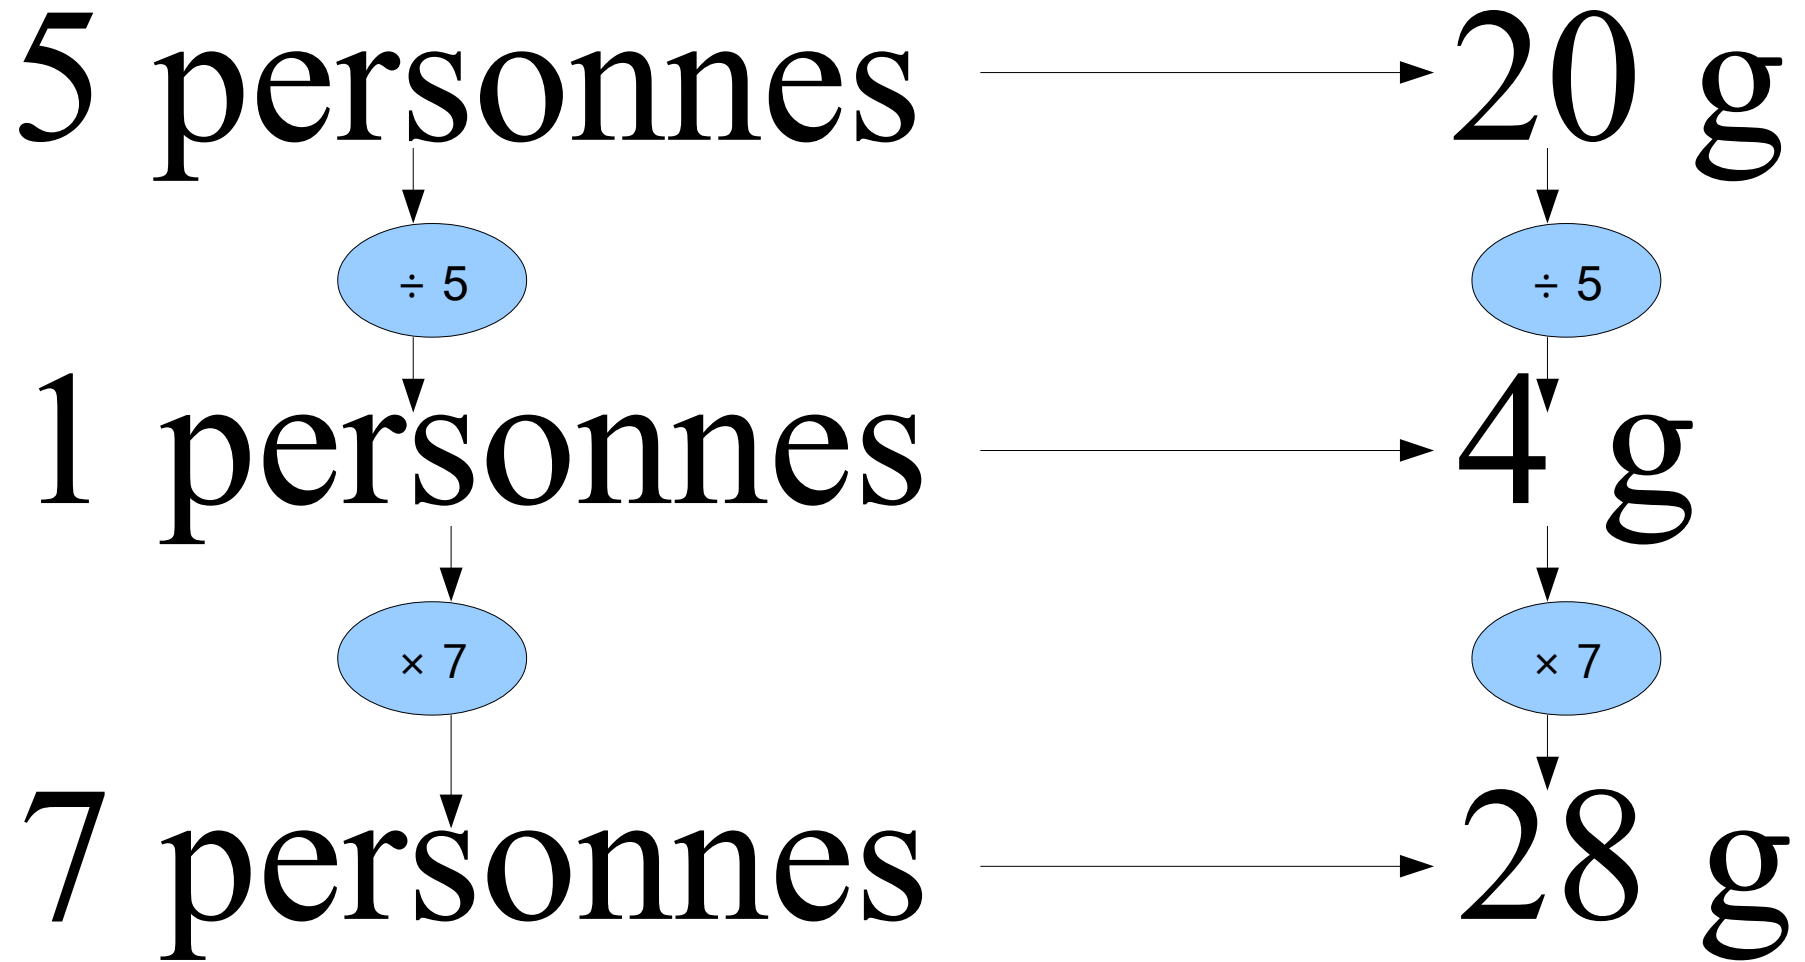 5 personnes 20 g
÷ 5 ÷ 5
1 personnes 4 g
× 7 × 7
7 personnes 28 g